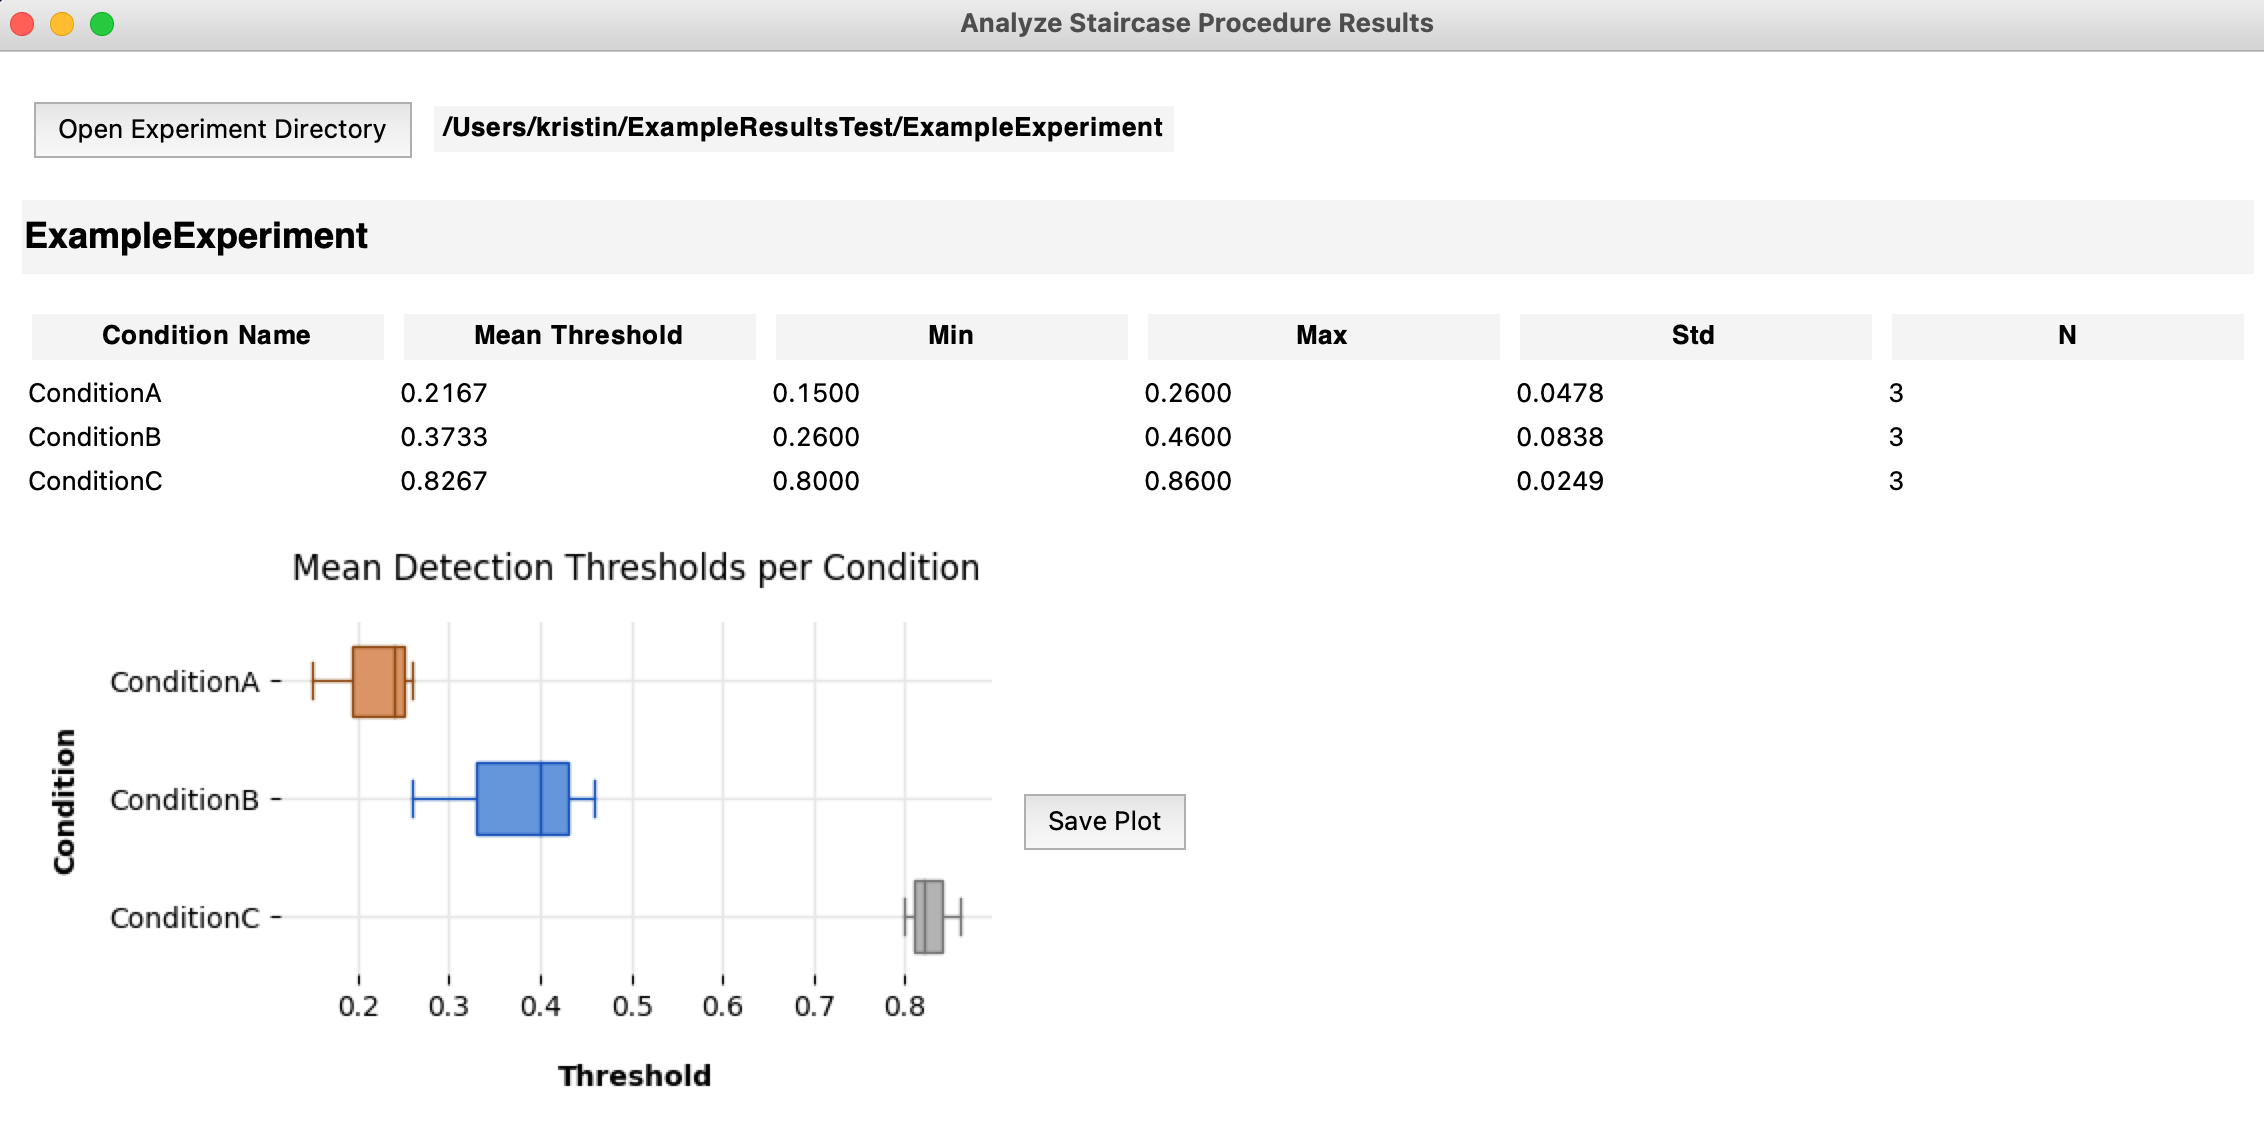 Analyze Staircase Procedure Results
Open Experiment Directory /Users/kristin/ExampleResultsTest/ExampleExperiment
ExampleExperiment
Condition Name Mean Threshold Min Max Std N
ConditionA 0.2167 0.1500 0.2600 0.0478 3
ConditionB 0.3733 0.2600 0.4600 0.0838 3
ConditionC 0.8267 0.8000 0.8600 0.0249 3
Mean Detection Thresholds per Condition
Condition
ConditionA
ConditionB
ConditionC
0.2 0.3 0.4 0.5 0.6 0.7 0.8
Threshold
Save Plot